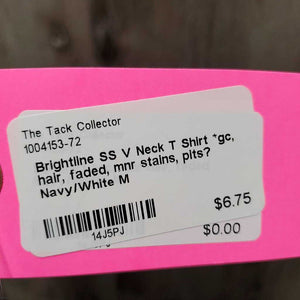 The Tack Collector
1004153-72
Brightline SS V Neck T Shirt *gc,
hair, faded, mnr stains, pits?
Navy/White M
$6.75
14J5PJ
$0.00